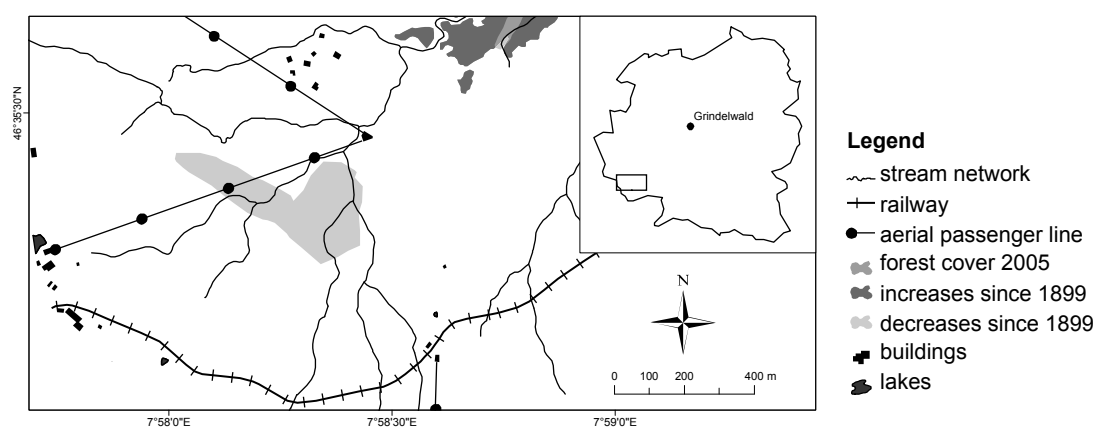 46°35'30"N
Grindelwald
N
0 100 200 400 m
7°58'0"E
7°58'30"E
7°59'0"E
Legend
stream network
railway
aerial passenger line
forest cover 2005
increases since 1899
decreases since 1899
buildings
lakes